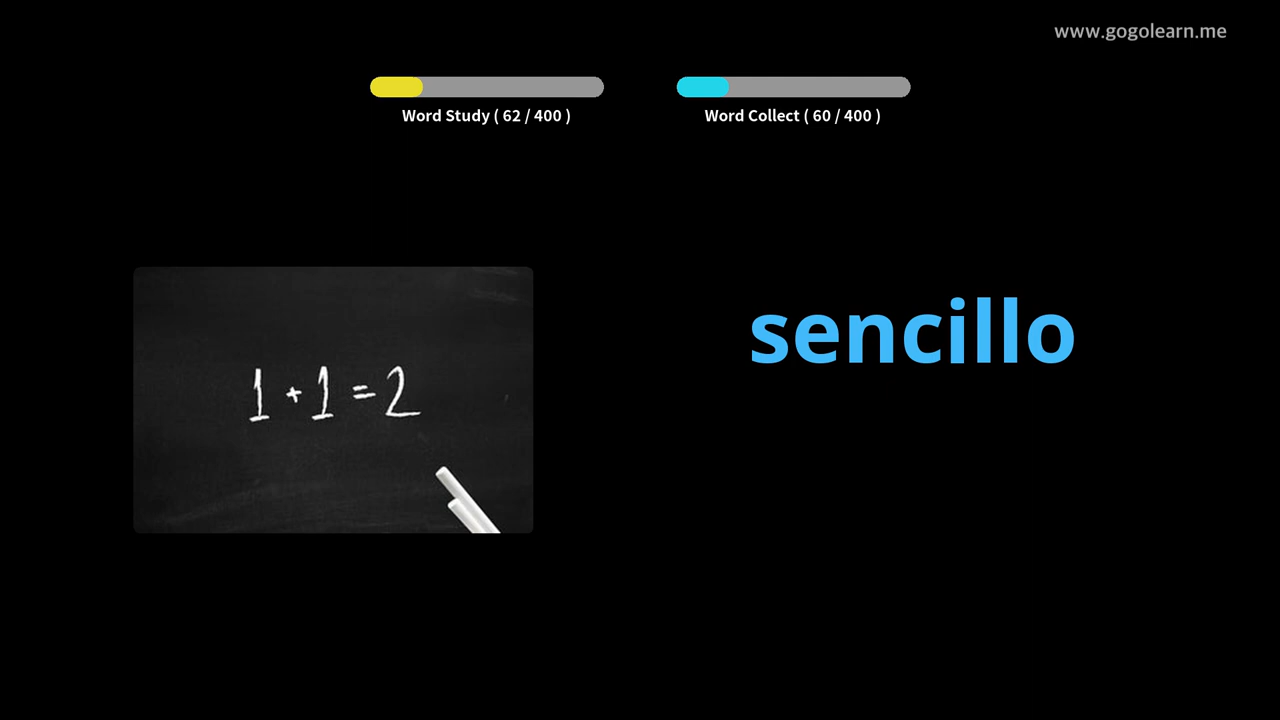 www.gogolearn.me
Word Study ( 62 / 400 )
Word Collect ( 60 / 400 )
1 + 1 = 2
sencillo